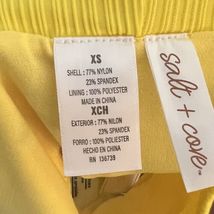 XS
SHELL : 77% NYLON
23% SPANDEX
LINING : 100% POLYESTER
MADE IN CHINA
XCH
EXTERIOR : 77% NILON
23% SPANDEX
FORRO : 100% POLIESTER
HECHO EN CHINA
RN 136739
salt + cove